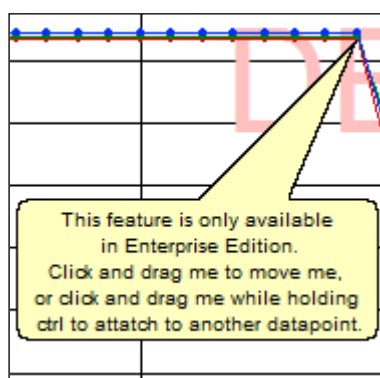 DE
This feature is only available
in Enterprise Edition.
Click and drag me to move me,
or click and drag me while holding
ctrl to attatch to another datapoint.